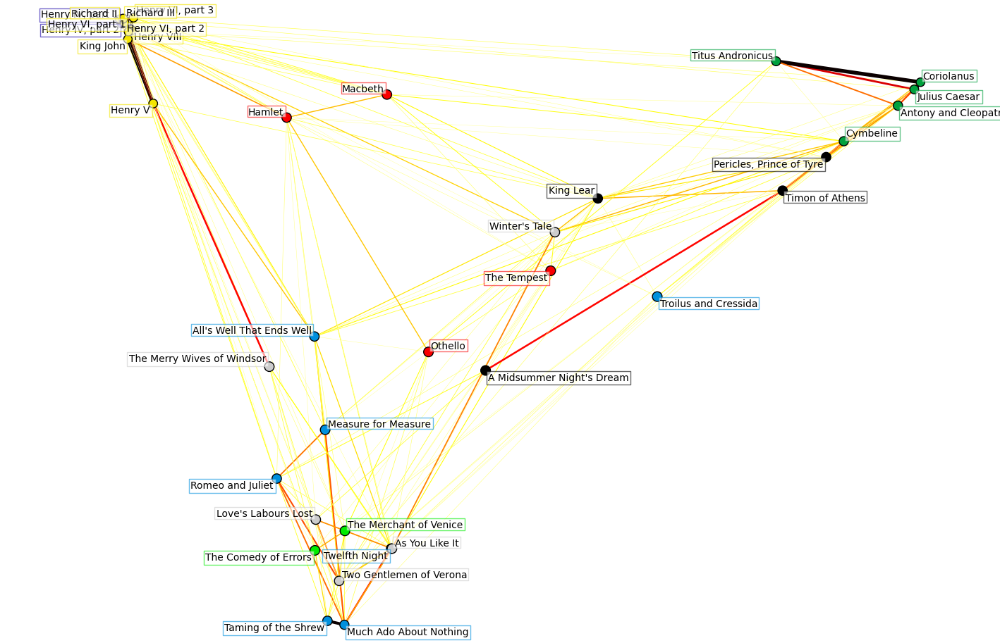 Henry VI, part 3
Richard II
Richard III
Henry VI, part 1
Henry VI, part 2
Henry IV, part 2
Henry VIII
King John
Titus Andronicus
Coriolanus
Macbeth
Julius Caesar
Henry V
Hamlet
Antony and Cleopatr
Cymbeline
Pericles, Prince of Tyre
King Lear
Timon of Athens
Winter's Tale
The Tempest
Troilus and Cressida
All's Well That Ends Well
Othello
The Merry Wives of Windsor
A Midsummer Night's Dream
Measure for Measure
Romeo and Juliet
Love's Labours Lost
The Merchant of Venice
As You Like It
The Comedy of Errors
Twelfth Night
Two Gentlemen of Verona
Taming of the Shrew
Much Ado About Nothing